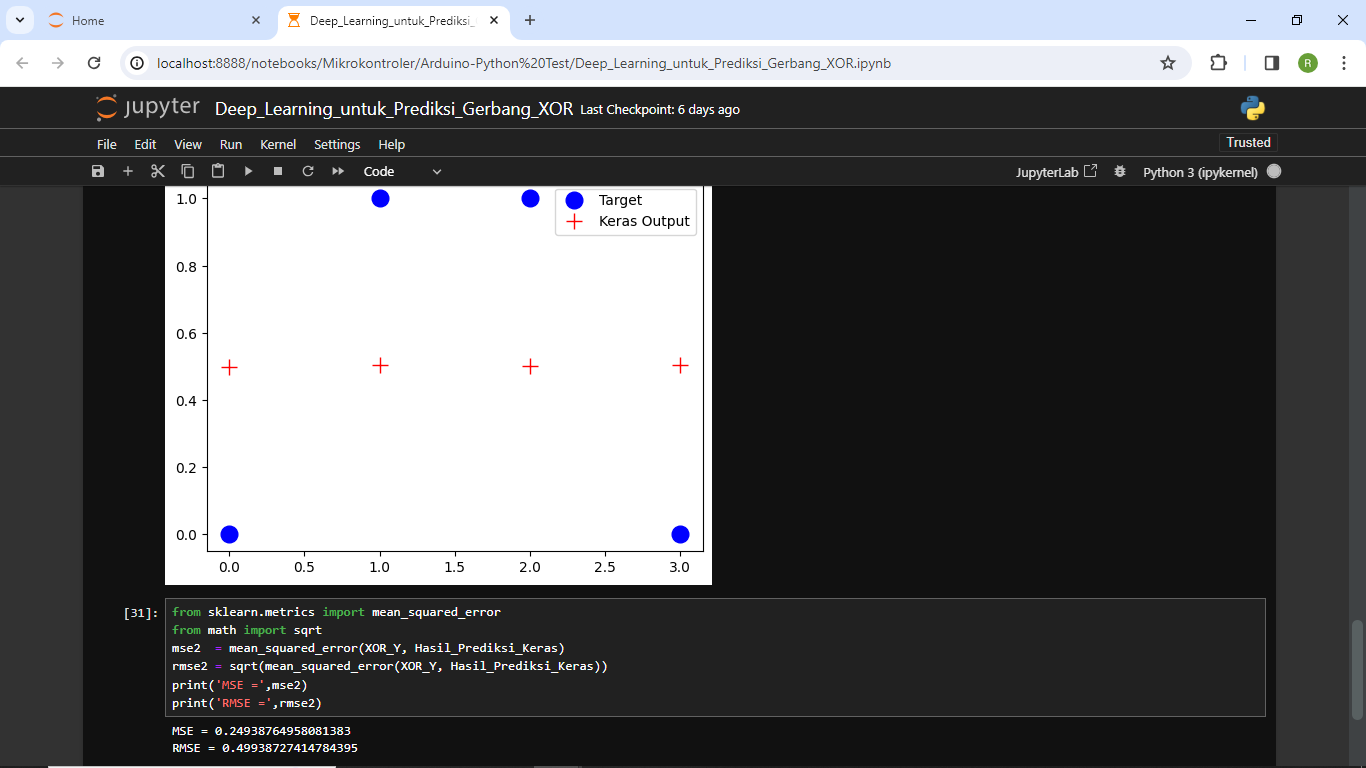 Home
Deep_Learning_untuk_Prediksi_
localhost:8888/notebooks/Mikrokontroler/Arduino-Python%20Test/Deep_Learning_untuk_Prediksi_Gerbang_XOR.ipynb
R
jupyter Deep_Learning_untuk_Prediksi_Gerbang_XOR Last Checkpoint: 6 days ago
File Edit View Run Kernel Settings Help
Trusted
Code
JupyterLab
Python 3 (ipykernel)
1.0
Target
Keras Output
0.8
0.6
0.4
0.2
0.0
0.0 0.5 1.0 1.5 2.0 2.5 3.0
[31]:
from sklearn.metrics import mean_squared_error
from math import sqrt
mse2  = mean_squared_error(XOR_Y, Hasil_Prediksi_Keras)
rmse2 = sqrt(mean_squared_error(XOR_Y, Hasil_Prediksi_Keras))
print('MSE =',mse2)
print('RMSE =',rmse2)
MSE = 0.24938764958081383
RMSE = 0.49938727414784395